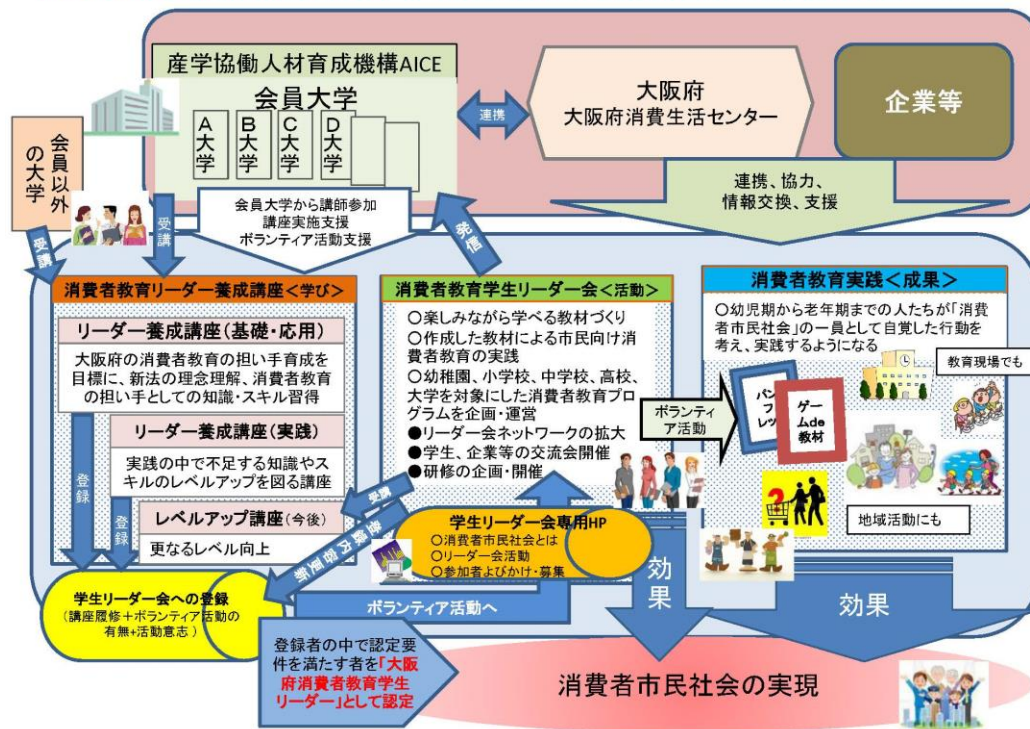 産学協働人材育成機構AICE
会員大学
A大学
B大学
C大学
D大学
連携
大阪府
大阪府消費生活センター
企業等
会員以外
の大学
受講
受講
会員大学から講師参加
講座実施支援
ボランティア活動支援
発信
連携、協力、
情報交換、支援
消費者教育リーダー養成講座<学び>
リーダー養成講座(基礎・応用)
大阪府の消費者教育の担い手育成を
目標に、新法の理念理解、消費者教育
の担い手としての知識・スキル習得
リーダー養成講座(実践)
実践の中で不足する知識やス
キルのレベルアップを図る講座
レベルアップ講座(今後)
更なるレベル向上
登録
登録
消費者教育学生リーダー会<活動>
○楽しみながら学べる教材づくり
○作成した教材による市民向け消
費者教育の実践
○幼稚園、小学校、中学校、高校、
大学を対象にした消費者教育プロ
グラムを企画・運営
●リーダー会ネットワークの拡大
●学生、企業等の交流会開催
●研修の企画・開催
受講
登録内容更新
ボランティ
ア活動
消費者教育実践<成果>
○幼児期から老年期までの人たちが「消費
者市民社会」の一員として自覚した行動を
考え、実践するようになる
教育現場でも
パン
フ
レッ
ゲー
ムde
教材
?
地域活動にも
学生リーダー会専用HP
○消費者市民社会とは
○リーダー会活動
○参加者よびかけ・募集
学生リーダー会への登録
(講座履修+ボランティア活動の
有無+活動意志)
ボランティア活動へ
効果
効果
登録者の中で認定要
件を満たす者を「大阪
府消費者教育学生
リーダー」として認定
消費者市民社会の実現